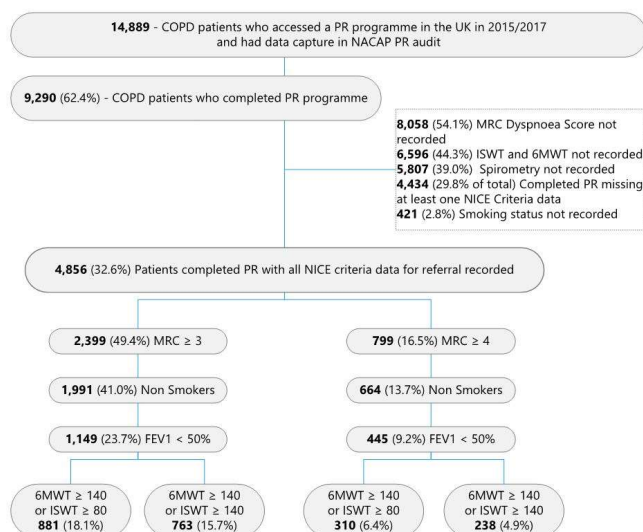 14,889 - COPD patients who accessed a PR programme in the UK in 2015/2017
and had data capture in NACAP PR audit
9,290 (62.4%) - COPD patients who completed PR programme
8,058 (54.1%) MRC Dyspnoea Score not
recorded
6,596 (44.3%) ISWT and 6MWT not recorded
5,807 (39.0%) Spirometry not recorded
4,434 (29.8% of total) Completed PR missing
at least one NICE Criteria data
421 (2.8%) Smoking status not recorded
4,856 (32.6%) Patients completed PR with all NICE criteria data for referral recorded
2,399 (49.4%) MRC ≥ 3
799 (16.5%) MRC ≥ 4
1,991 (41.0%) Non Smokers
664 (13.7%) Non Smokers
1,149 (23.7%) FEV1 < 50%
445 (9.2%) FEV1 < 50%
6MWT ≥ 140
or ISWT ≥ 80
881 (18.1%)
6MWT ≥ 140
or ISWT ≥ 140
763 (15.7%)
6MWT ≥ 140
or ISWT ≥ 80
310 (6.4%)
6MWT ≥ 140
or ISWT ≥ 140
238 (4.9%)